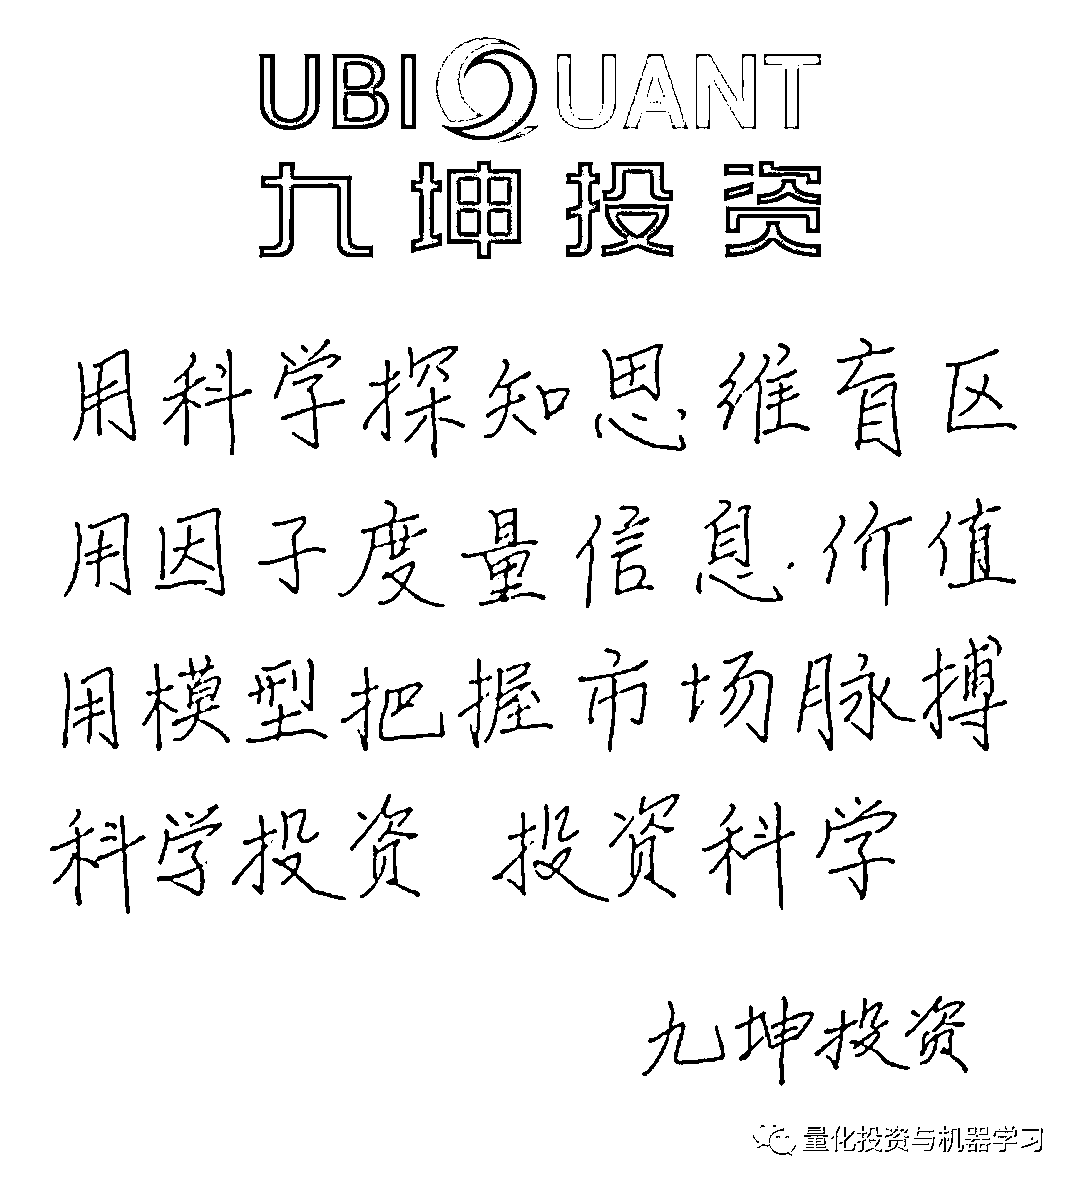 UBIQUANT
九坤投资
用科学探知思维盲区
用因子度量信息价值
用模型把握市场脉搏
科学投资 投资科学
九坤投资
量化投资与机器学习